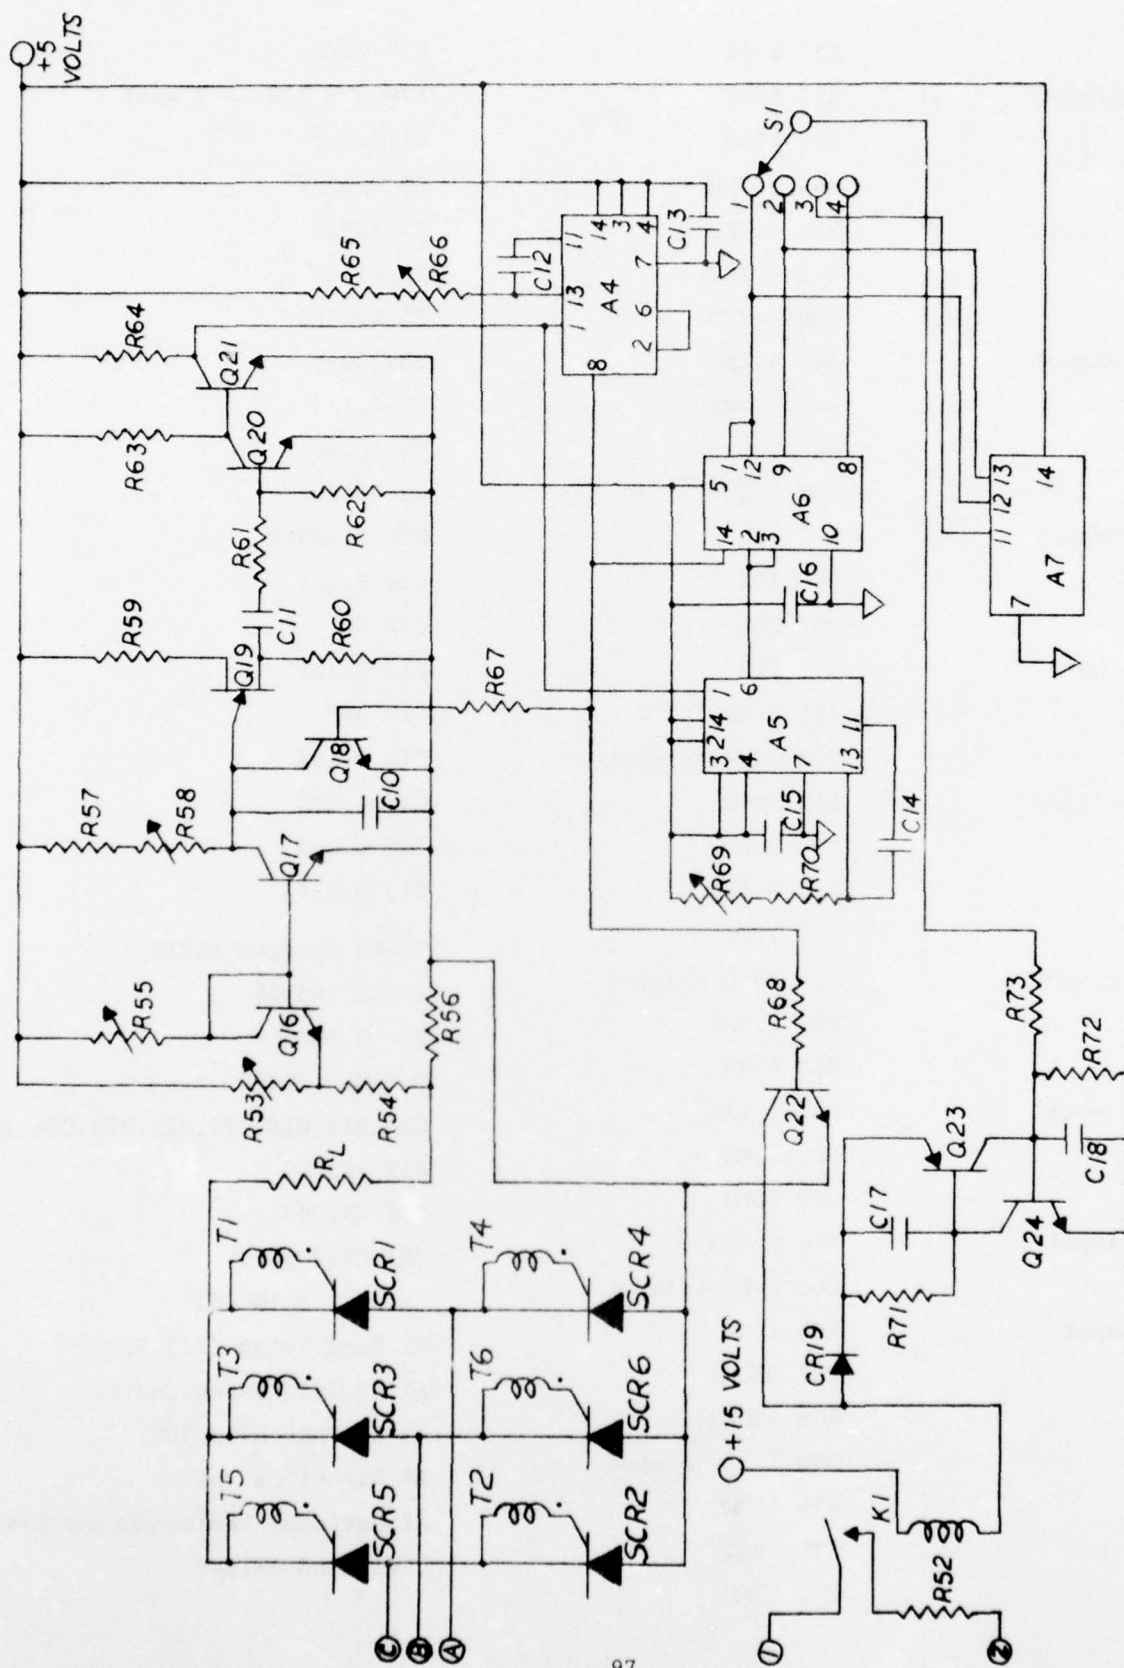 +5
VOLTS
R64
Q21
R63
Q20
R62
R61
R59
C11
Q19
R60
R67
Q18
C10
R57
R58
Q17
R55
Q16
R56
R53
R54
RL
R65
R66
C12
11
14
3
4
13
A4
7
C13
1
6
2
8
S1
1
2
3
4
5
1
12
9
8
14
2
3
A6
10
C16
13
12
11
14
7
A7
1
6
3
2
14
4
A5
7
11
13
C15
C14
R69
R70
R68
Q22
R73
R72
Q23
C18
Q24
C17
R71
CR19
T1
SCR1
T4
SCR4
T3
SCR3
T6
SCR6
T5
SCR5
T2
SCR2
C
B
A
+15 VOLTS
K1
R52
1
2